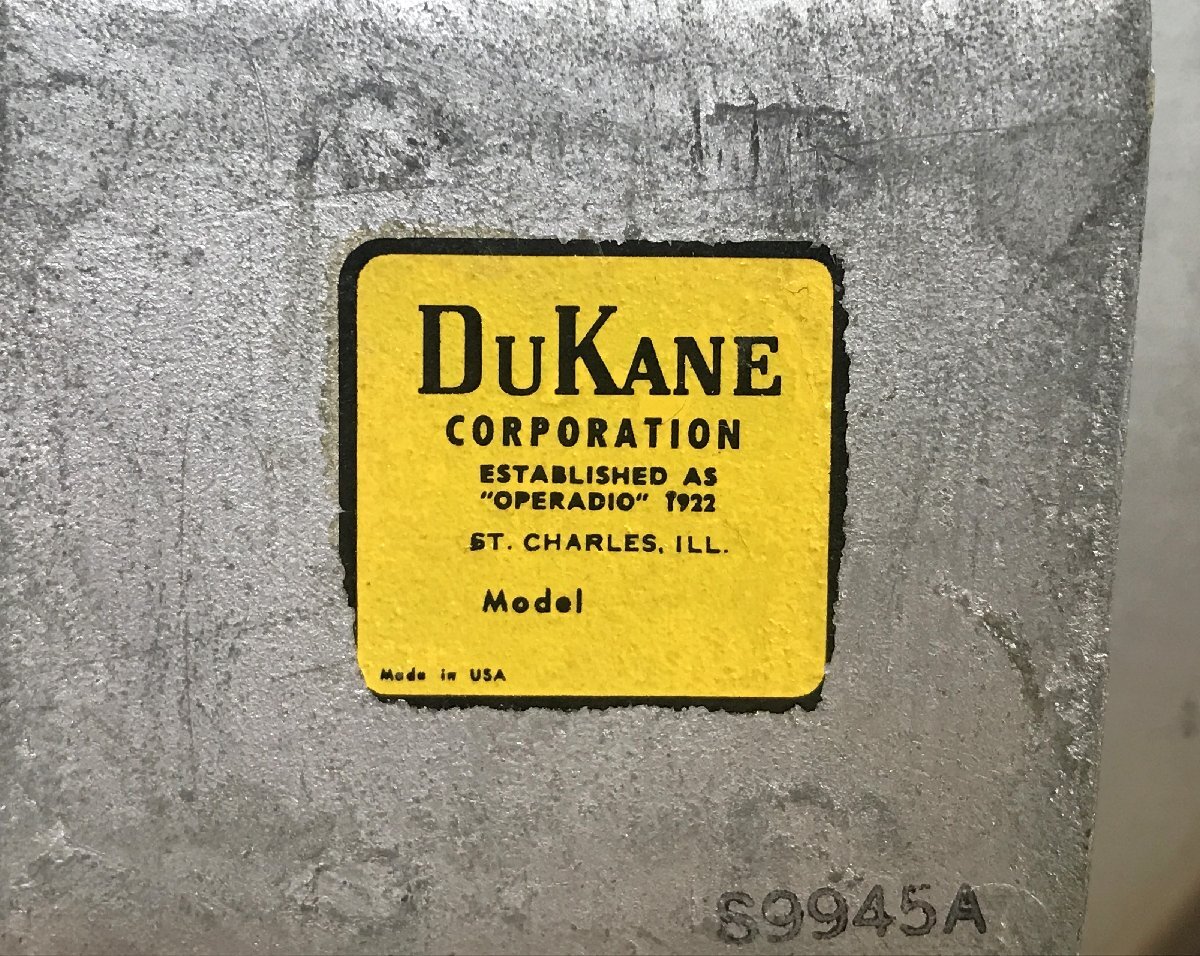 DUKANE
CORPORATION
ESTABLISHED AS
"OPERADIO" 1922
ST. CHARLES, ILL.
Model
Made in USA
S9945A